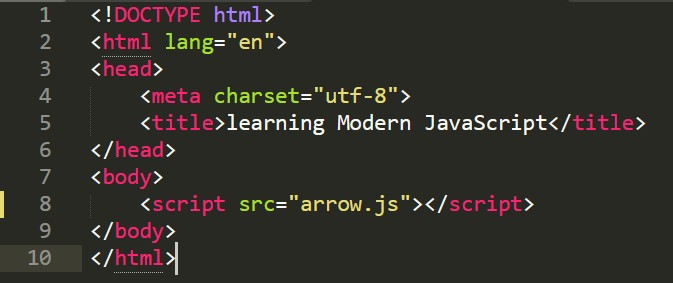 1 <!DOCTYPE html>
2 <html lang="en">
3 <head>
4     <meta charset="utf-8">
5     <title>learning Modern JavaScript</title>
6 </head>
7 <body>
8     <script src="arrow.js"></script>
9 </body>
10 </html>